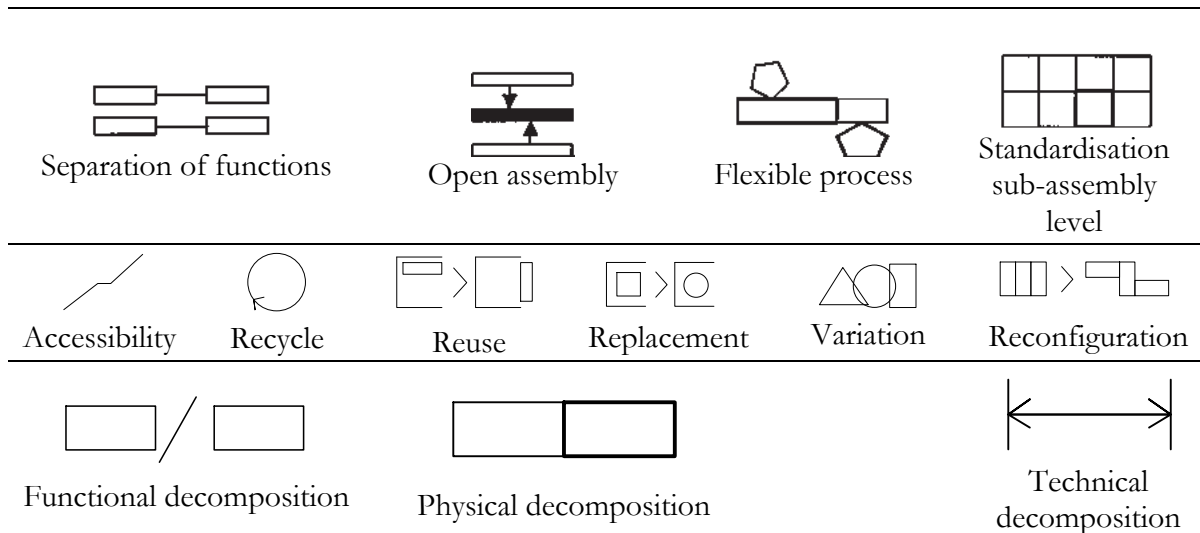 Separation of functions
Open assembly
Flexible process
Standardisation
sub-assembly
level
Accessibility
Recycle
Reuse
Replacement
Variation
Reconfiguration
Functional decomposition
Physical decomposition
Technical
decomposition